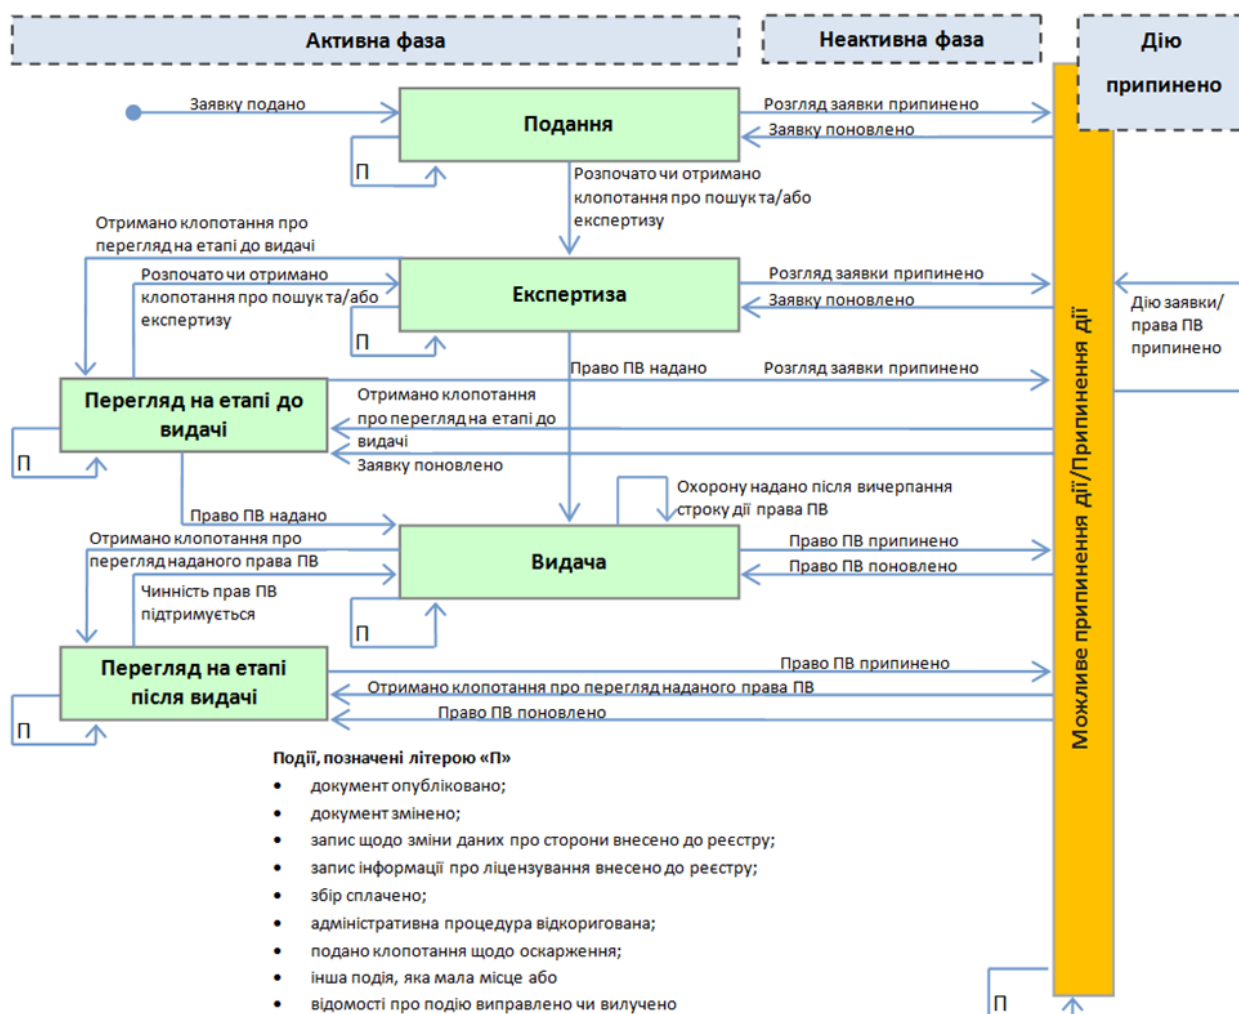 Активна фаза
Неактивна фаза
Дію
припинено
Заявку подано
Подання
Розгляд заявки припинено
Заявку поновлено
П
Розпочато чи отримано
клопотання про пошук та/або
експертизу
Отримано клопотання про
перегляд на етапі до видачі
Розпочато чи отримано
клопотання про пошук та/або
експертизу
Експертиза
Розгляд заявки припинено
Заявку поновлено
П
Дію заявки/
права ПВ
припинено
Право ПВ надано
Розгляд заявки припинено
Перегляд на етапі до
видачі
Отримано клопотання
про перегляд на етапі до
видачі
Заявку поновлено
П
Можливе припинення дії/Припинення дії
Охорону надано після вичерпання
строку дії права ПВ
Право ПВ надано
Отримано клопотання про
перегляд наданого права ПВ
Видача
Право ПВ припинено
Право ПВ поновлено
Чинність прав ПВ
підтримується
П
Перегляд на етапі
після видачі
Право ПВ припинено
Отримано клопотання про перегляд наданого права ПВ
Право ПВ поновлено
П
Події, позначені літерою «П»
• документ опубліковано;
• документ змінено;
• запис щодо зміни даних про сторони внесено до реєстру;
• запис інформації про ліцензування внесено до реєстру;
• збір сплачено;
• адміністративна процедура відкоригована;
• подано клопотання щодо оскарження;
• інша подія, яка мала місце або
• відомості про подію виправлено чи вилучено
П